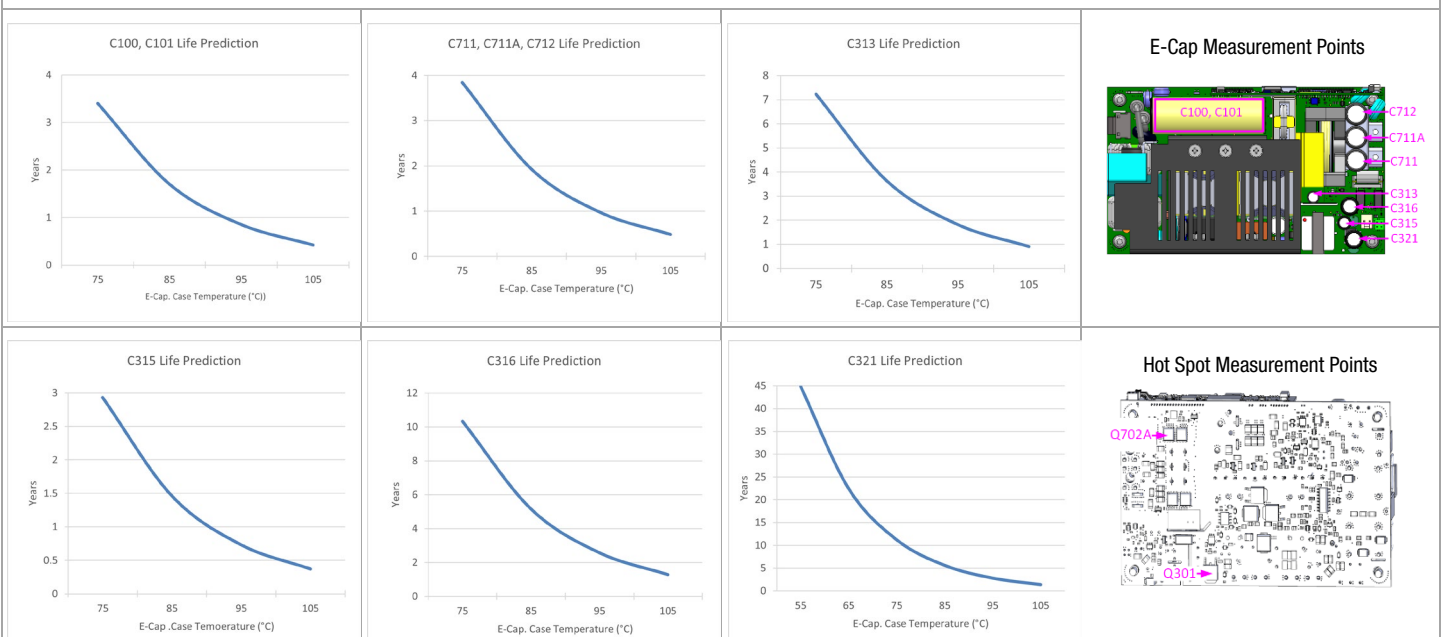 C100, C101 Life Prediction
4
3
2
1
0
Years
75 85 95 105
E-Cap. Case Temperature (°C))
C711, C711A, C712 Life Prediction
4
3
2
1
0
Years
75 85 95 105
E-Cap. Case Temperature (°C)
C313 Life Prediction
8
7
6
5
4
3
2
1
0
Years
75 85 95 105
E-Cap. Case Temperature (°C)
E-Cap Measurement Points
C100, C101
C712
C711A
C711
C313
C316
C315
C321
C315 Life Prediction
3
2.5
2
1.5
1
0.5
0
Years
75 85 95 105
E-Cap .Case Temoerature (°C)
C316 Life Prediction
12
10
8
6
4
2
0
Years
75 85 95 105
E-Cap. Case Temperature (°C)
C321 Life Prediction
45
40
35
30
25
20
15
10
5
0
Years
55 65 75 85 95 105
E-Cap. Case Temperature (°C)
Hot Spot Measurement Points
Q702A
Q301